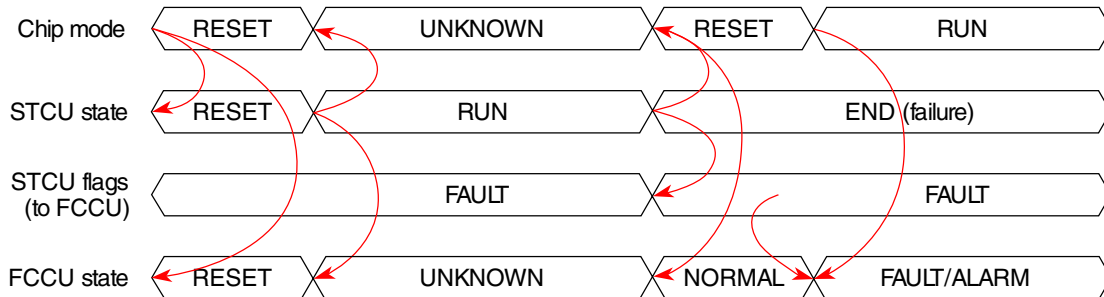 Chip mode RESET UNKNOWN RESET RUN
STCU state RESET RUN END (failure)
STCU flags
(to FCCU) FAULT FAULT
FCCU state RESET UNKNOWN NORMAL FAULT/ALARM